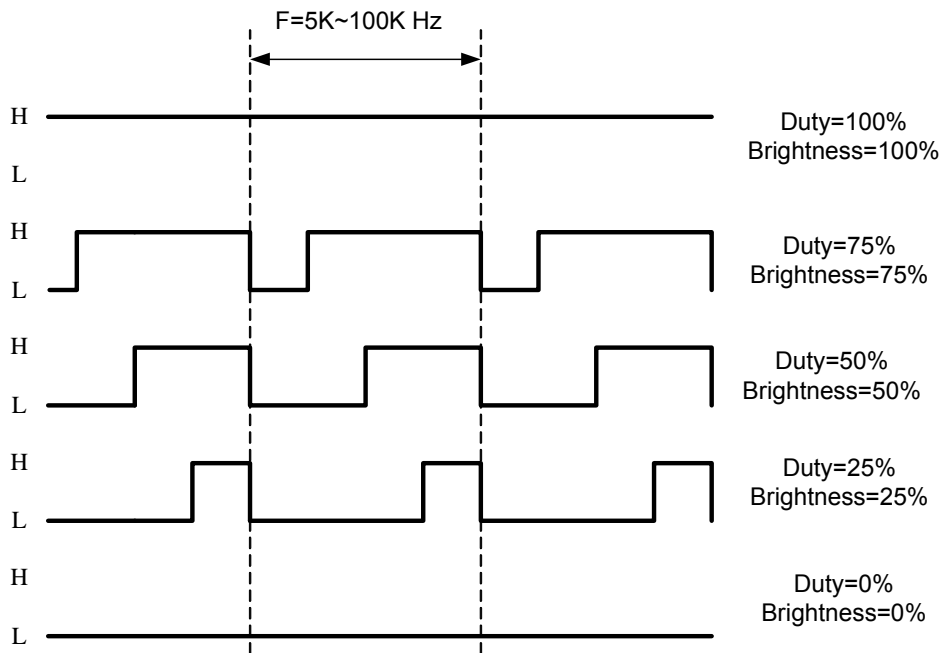 F=5K~100K Hz
H
L
Duty=100%
Brightness=100%
H
L
Duty=75%
Brightness=75%
H
L
Duty=50%
Brightness=50%
H
L
Duty=25%
Brightness=25%
H
L
Duty=0%
Brightness=0%